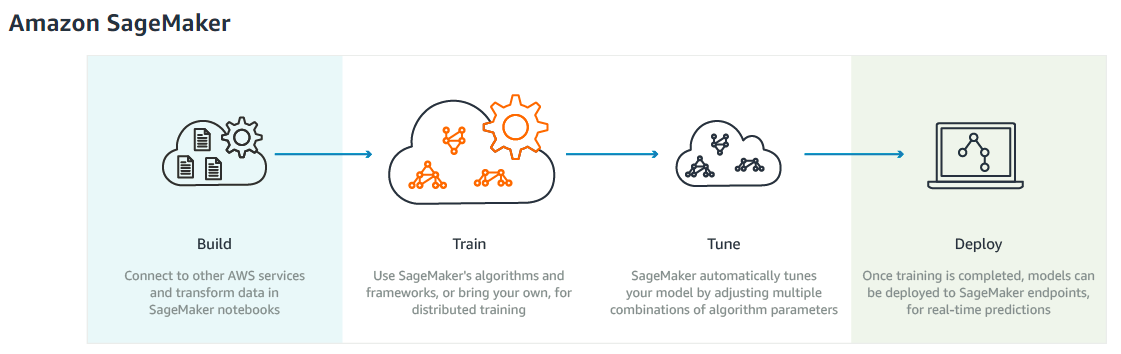 Amazon SageMaker
Build
Connect to other AWS services
and transform data in
SageMaker notebooks
Train
Use SageMaker's algorithms and
frameworks, or bring your own, for
distributed training
Tune
SageMaker automatically tunes
your model by adjusting multiple
combinations of algorithm parameters
Deploy
Once training is completed, models can
be deployed to SageMaker endpoints,
for real-time predictions